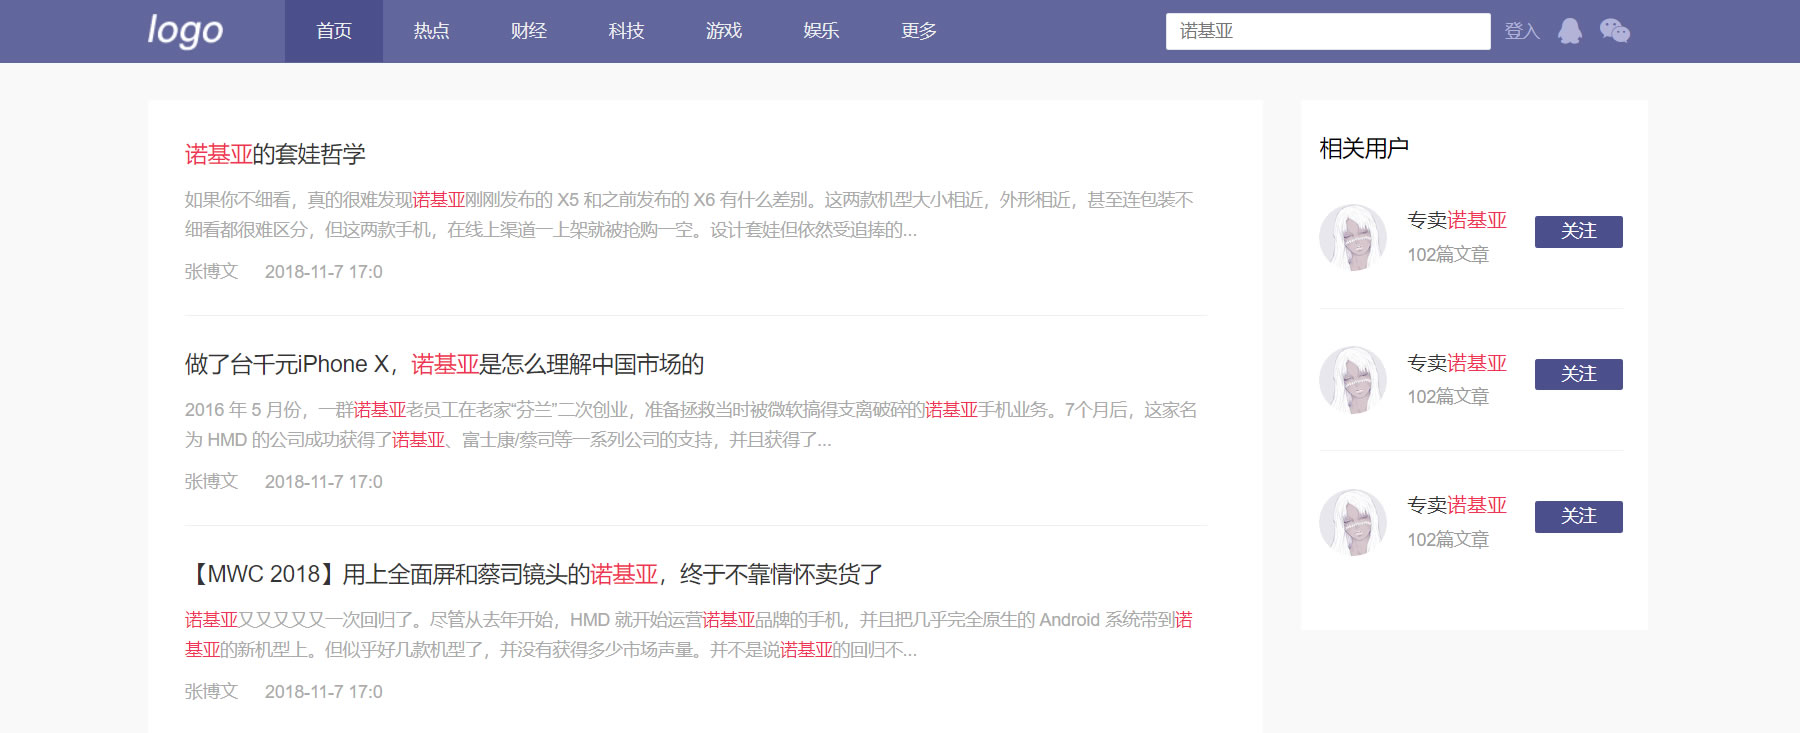 logo 首页 热点 财经 科技 游戏 娱乐 更多 诺基亚 登入
诺基亚的套娃哲学
如果你不细看，真的很难发现诺基亚刚刚发布的 X5 和之前发布的 X6 有什么差别。这两款机型大小相近，外形相近，甚至连包装不
细看都很难区分，但这两款手机，在线上渠道一上架就被抢购一空。设计套娃但依然受追捧的...
张博文 2018-11-7 17:0
做了台千元iPhone X，诺基亚是怎么理解中国市场的
2016 年 5 月份，一群诺基亚老员工在老家“芬兰”二次创业，准备拯救当时被微软搞得支离破碎的诺基亚手机业务。7个月后，这家名
为 HMD 的公司成功获得了诺基亚、富士康/蔡司等一系列公司的支持，并且获得了...
张博文 2018-11-7 17:0
【MWC 2018】用上全面屏和蔡司镜头的诺基亚，终于不靠情怀卖货了
诺基亚又又又又又一次回归了。尽管从去年开始，HMD 就开始运营诺基亚品牌的手机，并且把几乎完全原生的 Android 系统带到诺
基亚的新机型上。但似乎好几款机型了，并没有获得多少市场声量。并不是说诺基亚的回归不...
张博文 2018-11-7 17:0
相关用户
专卖诺基亚 关注
102篇文章
专卖诺基亚 关注
102篇文章
专卖诺基亚 关注
102篇文章